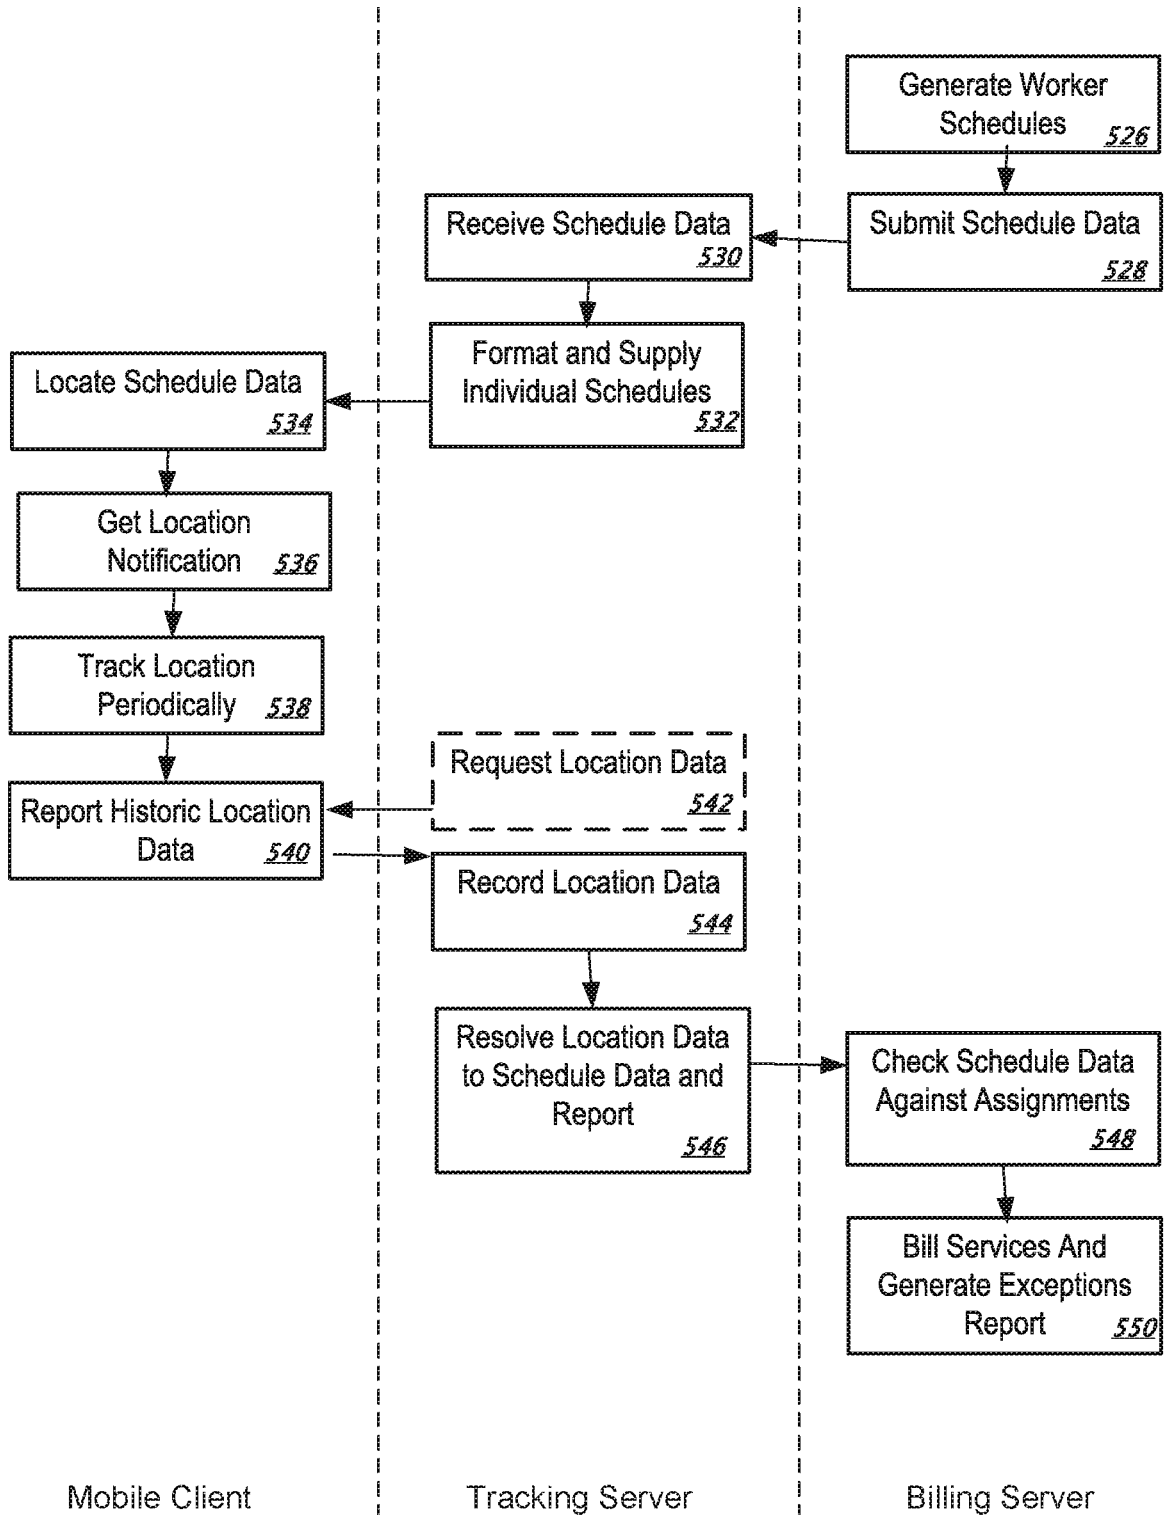 Generate Worker
Schedules
526
Submit Schedule Data
528
Receive Schedule Data
530
Format and Supply
Individual Schedules
532
Locate Schedule Data
534
Get Location
Notification
536
Track Location
Periodically
538
Request Location Data
542
Report Historic Location
Data
540
Record Location Data
544
Resolve Location Data
to Schedule Data and
Report
546
Check Schedule Data
Against Assignments
548
Bill Services And
Generate Exceptions
Report
550
Mobile Client
Tracking Server
Billing Server